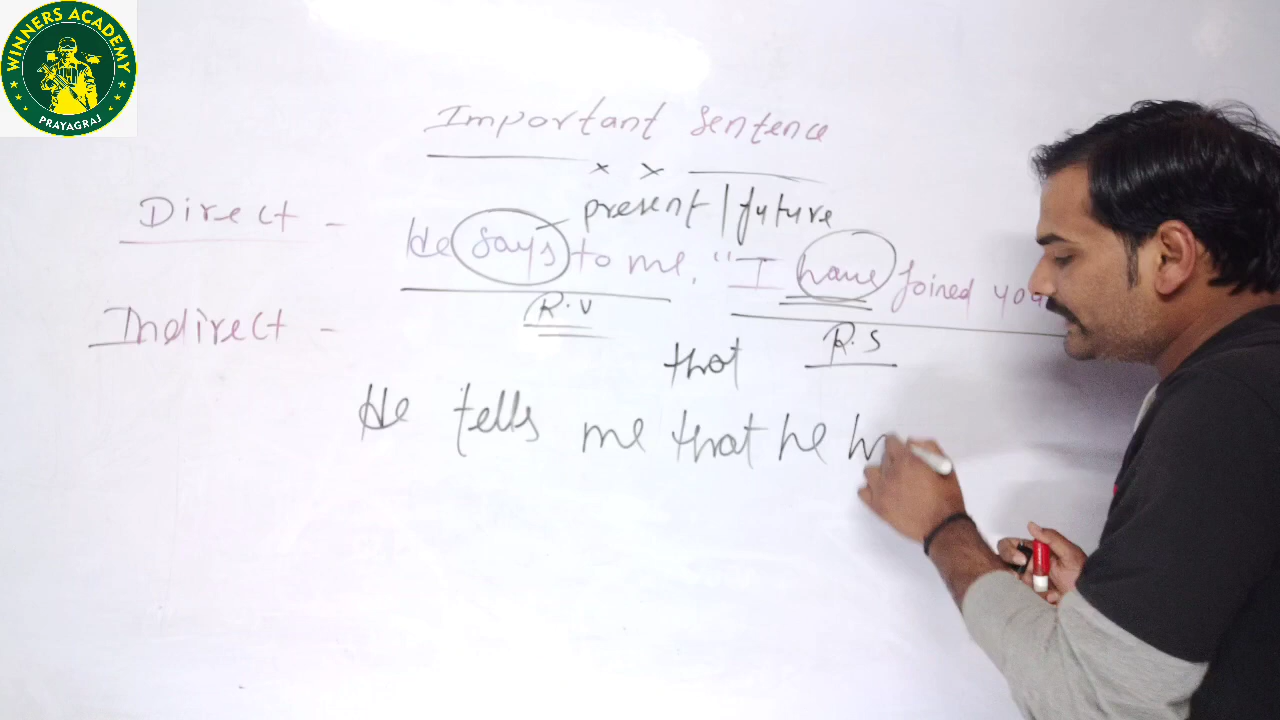 WINNERS ACADEMY
PRAYAGRAJ
Important Sentence
× ×
present / future
Direct - He says to me, "I have Joined you
R.V
R.S
Indirect -
that
He tells me that he h